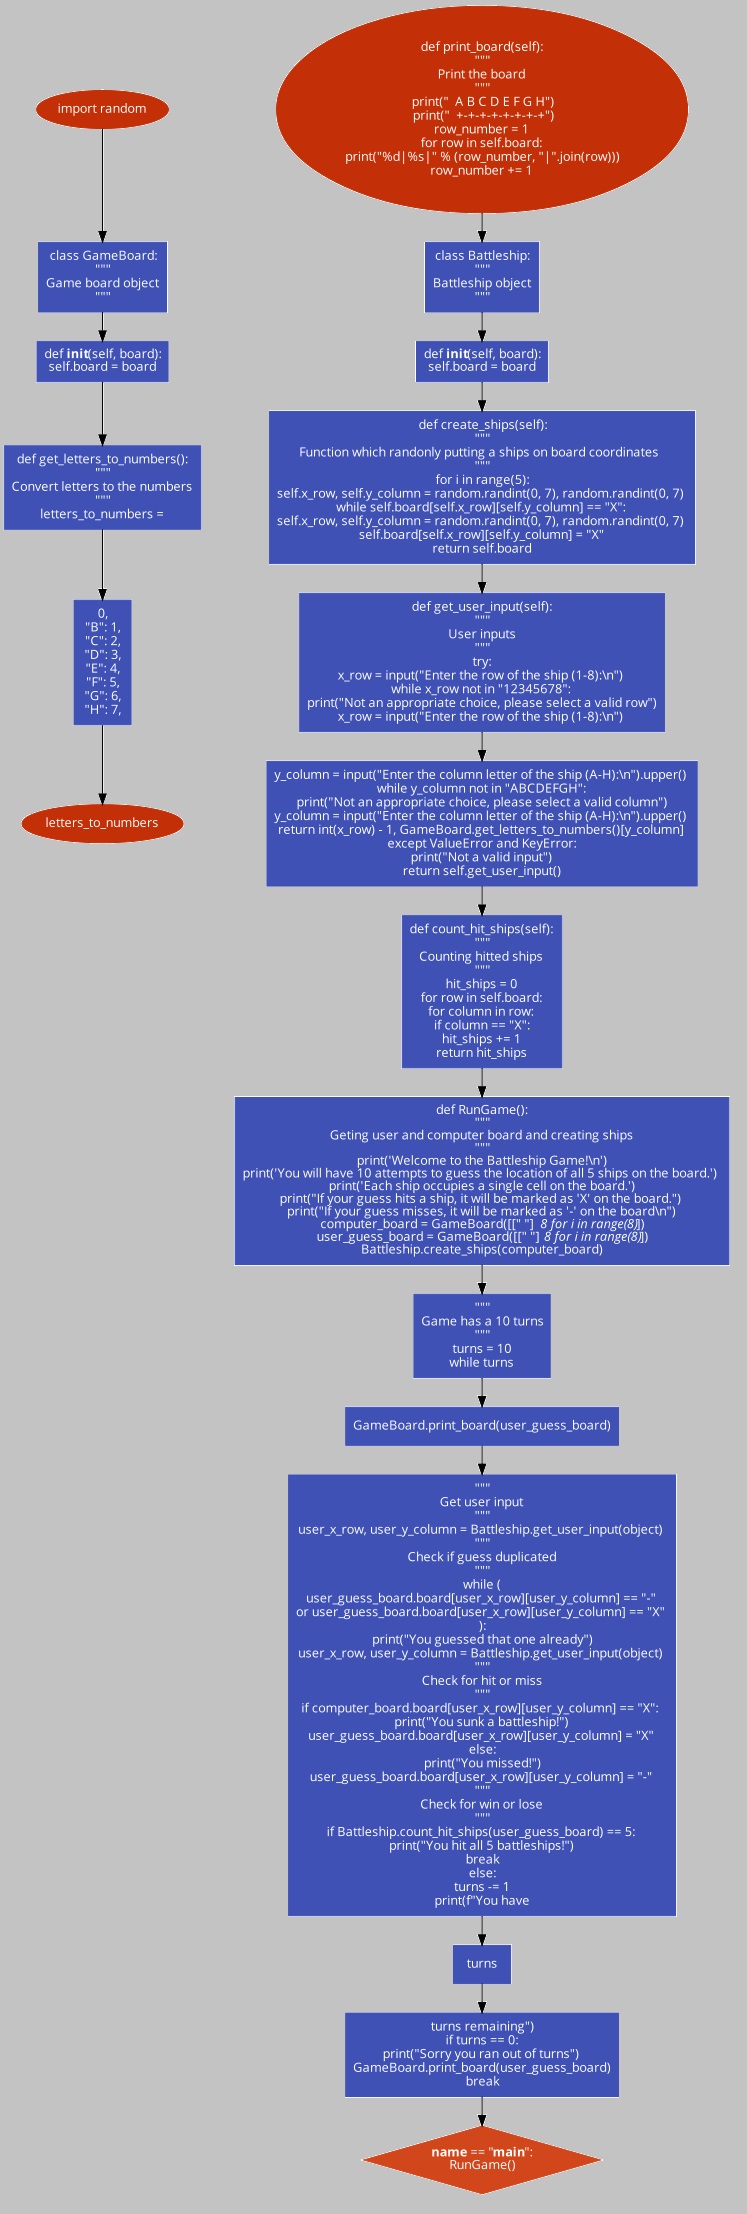 import random
class GameBoard:
"""
Game board object
"""
def init(self, board):
self.board = board
def get_letters_to_numbers():
"""
Convert letters to the numbers
"""
letters_to_numbers =
0,
"B": 1,
"C": 2,
"D": 3,
"E": 4,
"F": 5,
"G": 6,
"H": 7,
letters_to_numbers
def print_board(self):
"""
Print the board
"""
print("  A B C D E F G H")
print("  +-+-+-+-+-+-+-+-+")
row_number = 1
for row in self.board:
print("%d|%s|" % (row_number, "|".join(row)))
row_number += 1
class Battleship:
"""
Battleship object
"""
def init(self, board):
self.board = board
def create_ships(self):
"""
Function which randonly putting a ships on board coordinates
"""
for i in range(5):
self.x_row, self.y_column = random.randint(0, 7), random.randint(0, 7)
while self.board[self.x_row][self.y_column] == "X":
self.x_row, self.y_column = random.randint(0, 7), random.randint(0, 7)
self.board[self.x_row][self.y_column] = "X"
return self.board
def get_user_input(self):
"""
User inputs
"""
try:
x_row = input("Enter the row of the ship (1-8):\n")
while x_row not in "12345678":
print("Not an appropriate choice, please select a valid row")
x_row = input("Enter the row of the ship (1-8):\n")
y_column = input("Enter the column letter of the ship (A-H):\n").upper()
while y_column not in "ABCDEFGH":
print("Not an appropriate choice, please select a valid column")
y_column = input("Enter the column letter of the ship (A-H):\n").upper()
return int(x_row) - 1, GameBoard.get_letters_to_numbers()[y_column]
except ValueError and KeyError:
print("Not a valid input")
return self.get_user_input()
def count_hit_ships(self):
"""
Counting hitted ships
"""
hit_ships = 0
for row in self.board:
for column in row:
if column == "X":
hit_ships += 1
return hit_ships
def RunGame():
"""
Geting user and computer board and creating ships
"""
print('Welcome to the Battleship Game!\n')
print('You will have 10 attempts to guess the location of all 5 ships on the board.')
print('Each ship occupies a single cell on the board.')
print("If your guess hits a ship, it will be marked as 'X' on the board.")
print("If your guess misses, it will be marked as '-' on the board\n")
computer_board = GameBoard([[" "] 8 for i in range(8)])
user_guess_board = GameBoard([[" "] 8 for i in range(8)])
Battleship.create_ships(computer_board)
"""
Game has a 10 turns
"""
turns = 10
while turns
GameBoard.print_board(user_guess_board)
"""
Get user input
"""
user_x_row, user_y_column = Battleship.get_user_input(object)
"""
Check if guess duplicated
"""
while (
user_guess_board.board[user_x_row][user_y_column] == "-"
or user_guess_board.board[user_x_row][user_y_column] == "X"
):
print("You guessed that one already")
user_x_row, user_y_column = Battleship.get_user_input(object)
"""
Check for hit or miss
"""
if computer_board.board[user_x_row][user_y_column] == "X":
print("You sunk a battleship!")
user_guess_board.board[user_x_row][user_y_column] = "X"
else:
print("You missed!")
user_guess_board.board[user_x_row][user_y_column] = "-"
"""
Check for win or lose
"""
if Battleship.count_hit_ships(user_guess_board) == 5:
print("You hit all 5 battleships!")
break
else:
turns -= 1
print(f"You have
turns
turns remaining")
if turns == 0:
print("Sorry you ran out of turns")
GameBoard.print_board(user_guess_board)
break
name == "main":
RunGame()